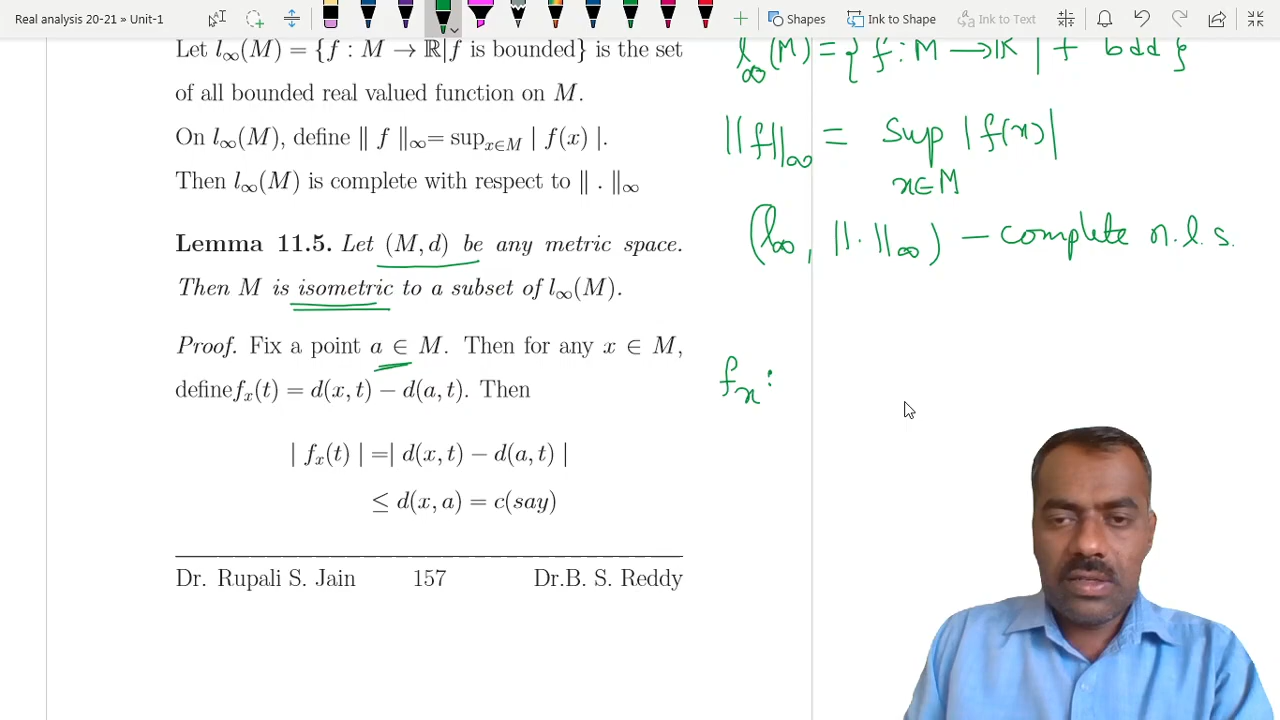 Real analysis 20-21 » Unit-1
Shapes
Ink to Shape
Ink to Text
Let l∞(M) = {f : M → ℝ|f is bounded} is the set
of all bounded real valued function on M.
On l∞(M), define ‖ f ‖∞= sup_{x∈M} | f(x) |.
Then l∞(M) is complete with respect to ‖ . ‖∞
Lemma 11.5. Let (M, d) be any metric space.
Then M is isometric to a subset of l∞(M).
Proof. Fix a point a ∈ M. Then for any x ∈ M,
definef_x(t) = d(x, t) − d(a, t). Then
| f_x(t) | =| d(x, t) − d(a, t) |
≤ d(x, a) = c(say)
Dr. Rupali S. Jain 157 Dr.B. S. Reddy
l∞(M) = { f : M → ℝ | f bdd }
||f||∞ = Sup |f(x)|
x∈M
(l∞, ||·||∞) – complete n.l.s.
f_x :